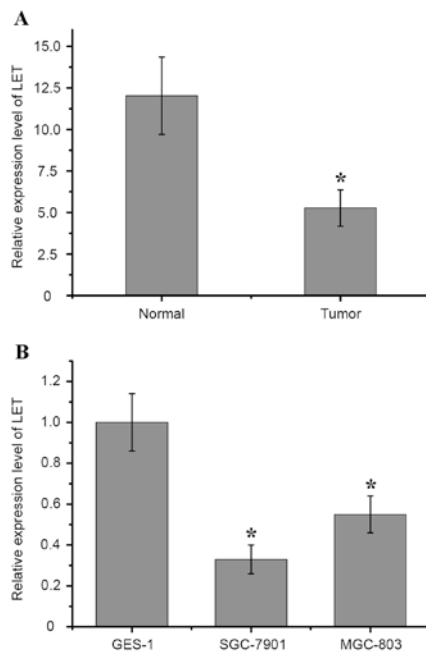 A
Relative expression level of LET
15.0
12.5
10.0
7.5
5.0
2.5
0
*
Normal
Tumor
B
Relative expression level of LET
1.2
1.0
0.8
0.6
0.4
0.2
0
*
*
GES-1
SGC-7901
MGC-803